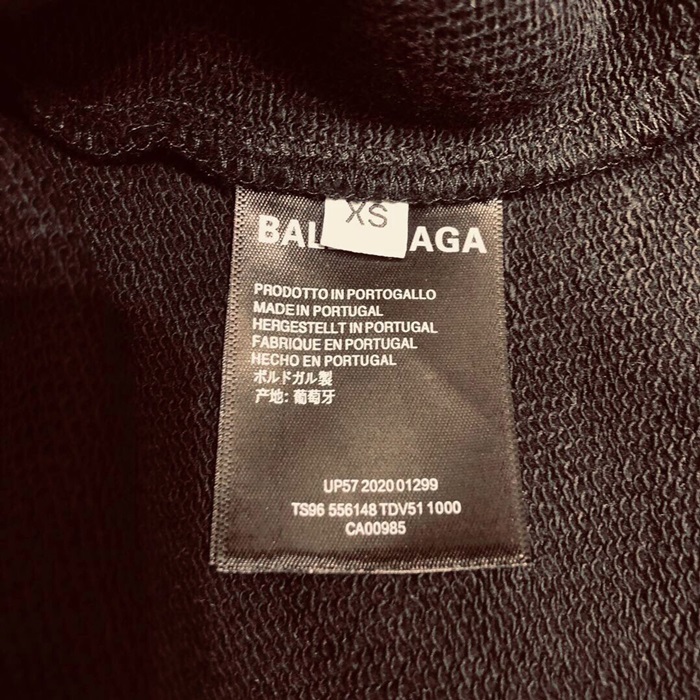 XS
BAL AGA
PRODOTTO IN PORTOGALLO
MADE IN PORTUGAL
HERGESTELLT IN PORTUGAL
FABRIQUE EN PORTUGAL
HECHO EN PORTUGAL
ポルドガル製
产地: 葡萄牙
UP57 2020 01299
TS96 556148 TDV51 1000
CA00985